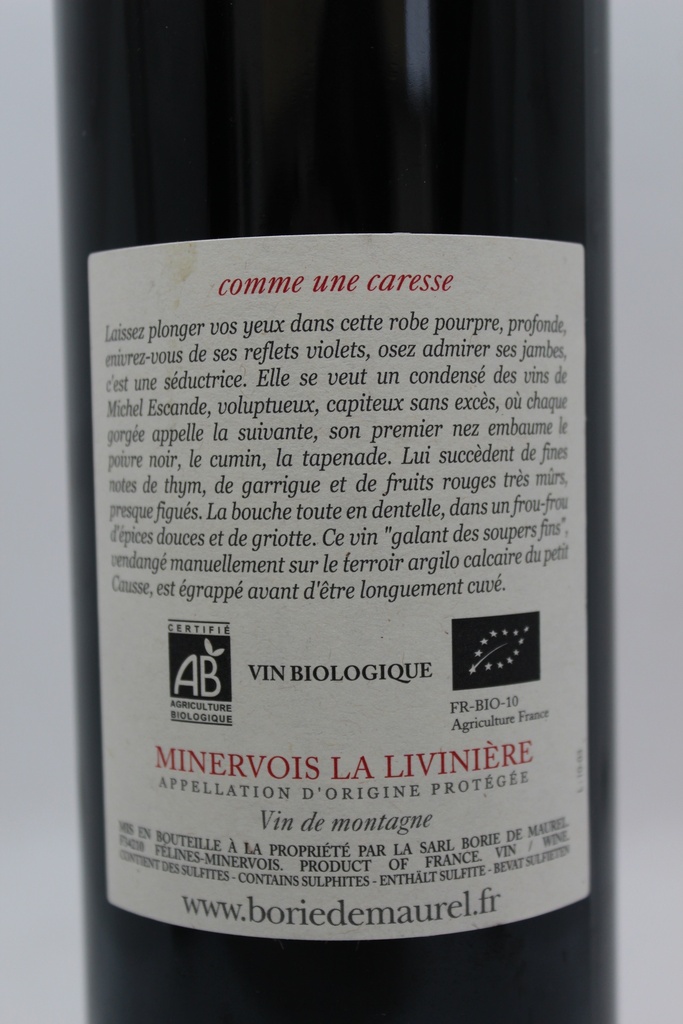 comme une caresse
Laissez plonger vos yeux dans cette robe pourpre, profonde,
enivrez-vous de ses reflets violets, osez admirer ses jambes,
c'est une séductrice. Elle se veut un condensé des vins de
Michel Escande, voluptueux, capiteux sans excès, où chaque
gorgée appelle la suivante, son premier nez embaume le
poivre noir, le cumin, la tapenade. Lui succèdent de fines
notes de thym, de garrigue et de fruits rouges très mûrs,
presque figués. La bouche toute en dentelle, dans un frou-frou
d'épices douces et de griotte. Ce vin "galant des soupers fins",
vendangé manuellement sur le terroir argilo calcaire du petit
Causse, est égrappé avant d'être longuement cuvé.
CERTIFIÉ
AB
AGRICULTURE
BIOLOGIQUE
VIN BIOLOGIQUE
FR-BIO-10
Agriculture France
MINERVOIS LA LIVINIÈRE
APPELLATION D'ORIGINE PROTÉGÉE
Vin de montagne
MIS EN BOUTEILLE À LA PROPRIÉTÉ PAR LA SARL BORIE DE MAUREL
FÉLINES-MINERVOIS. PRODUCT OF FRANCE. VIN / WINE.
CONTIENT DES SULFITES - CONTAINS SULPHITES - ENTHÄLT SULFITE - BEVAT SULFIETEN
www.boriedemaurel.fr